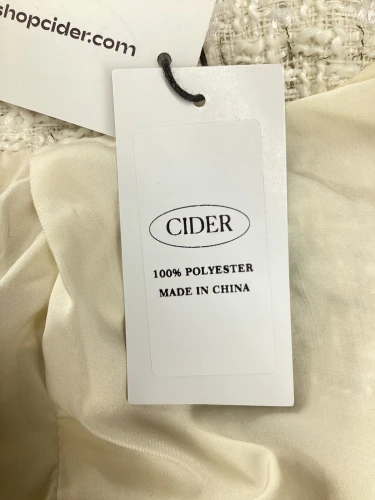 shopcider.com
CIDER
100% POLYESTER
MADE IN CHINA